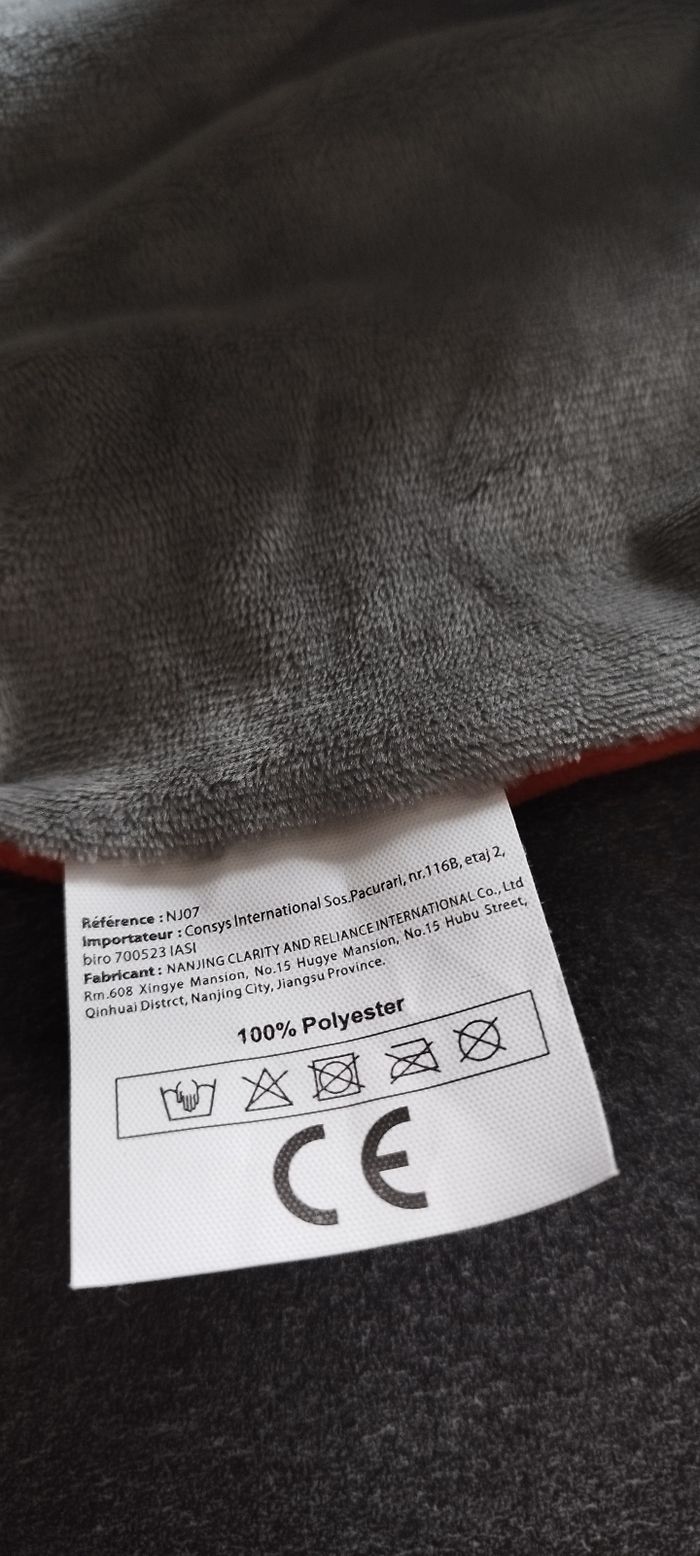 Référence : NJ07
Importateur : Consys International Sos.Pacurari, nr.116B, etaj 2,
biro 700523 IASI
Fabricant : NANJING CLARITY AND RELIANCE INTERNATIONAL Co., Ltd
Rm.608 Xingye Mansion, No.15 Hugye Mansion, No.15 Hubu Street,
Qinhuai Distrct, Nanjing City, Jiangsu Province.
100% Polyester
CE